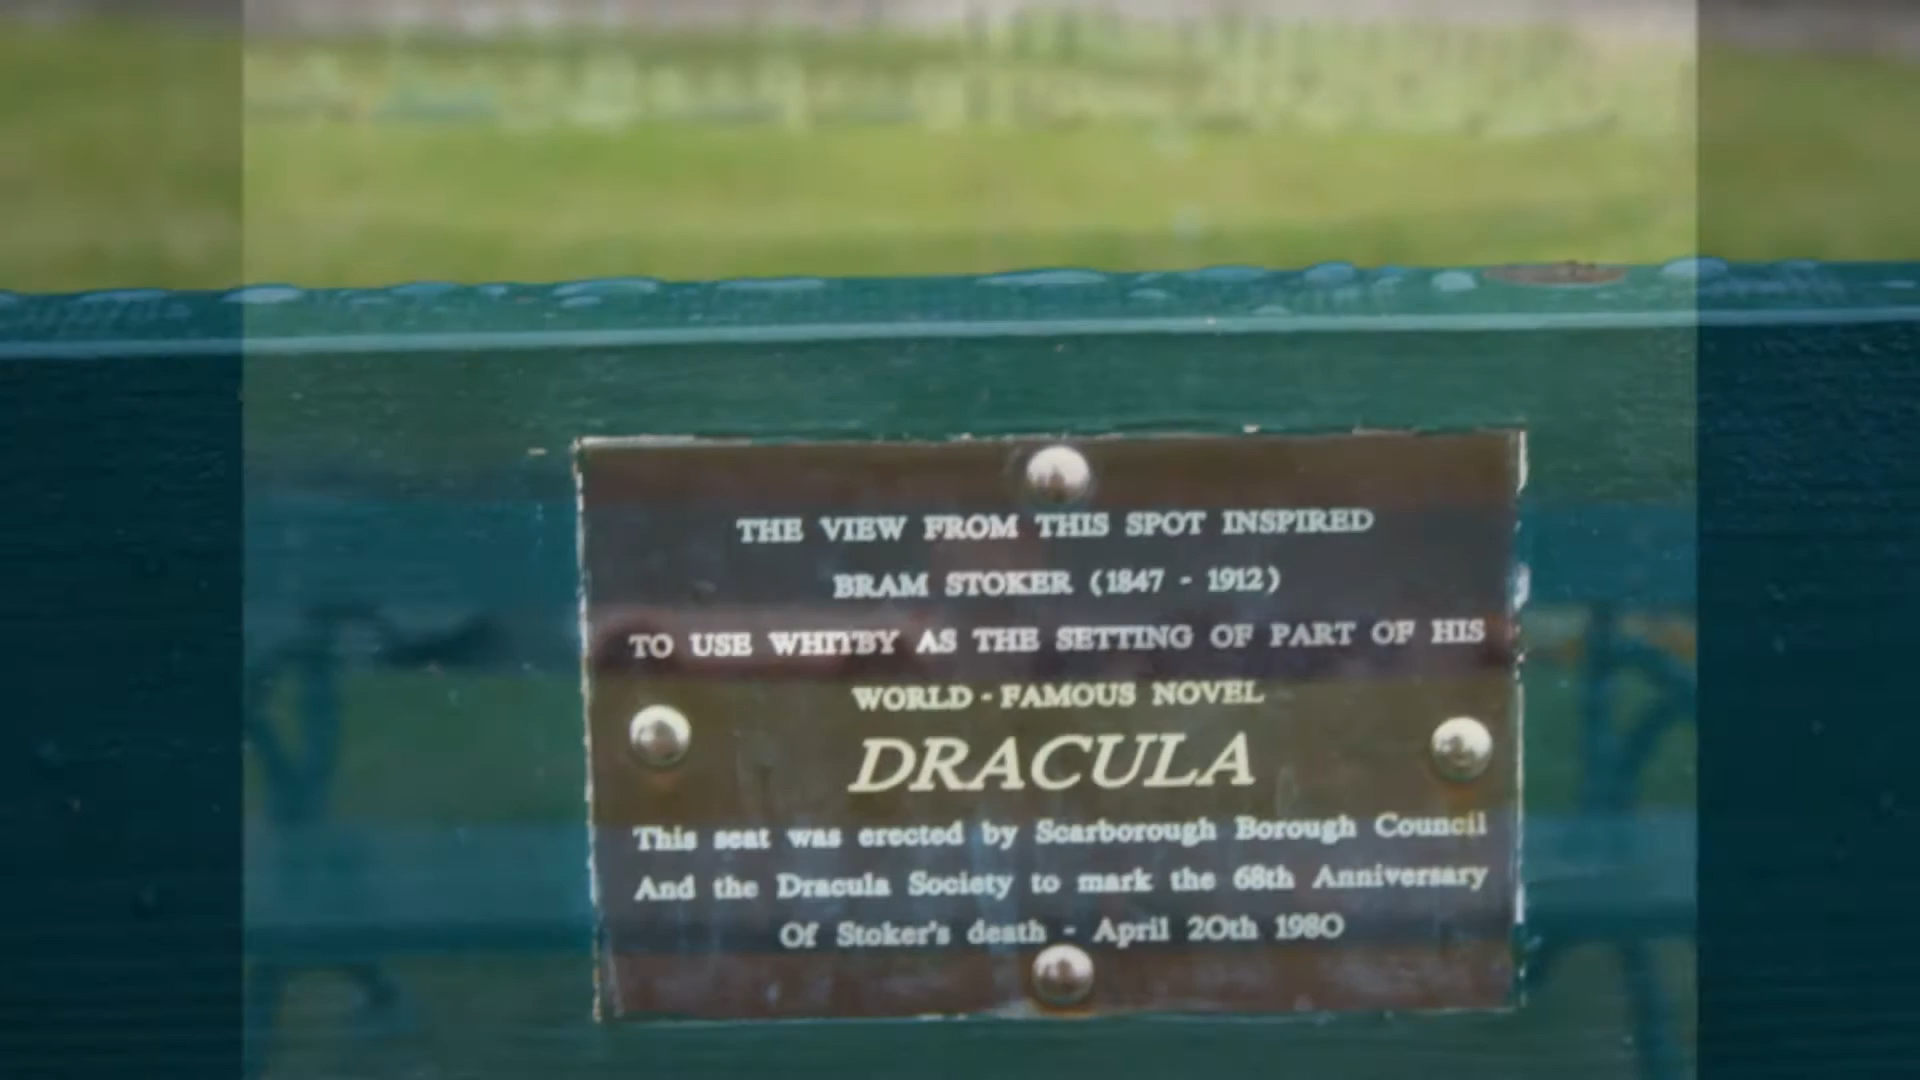 THE VIEW FROM THIS SPOT INSPIRED
BRAM STOKER (1847 - 1912)
TO USE WHITBY AS THE SETTING OF PART OF HIS
WORLD - FAMOUS NOVEL
DRACULA
This seat was erected by Scarborough Borough Council
And the Dracula Society to mark the 68th Anniversary
Of Stoker's death - April 20th 1980